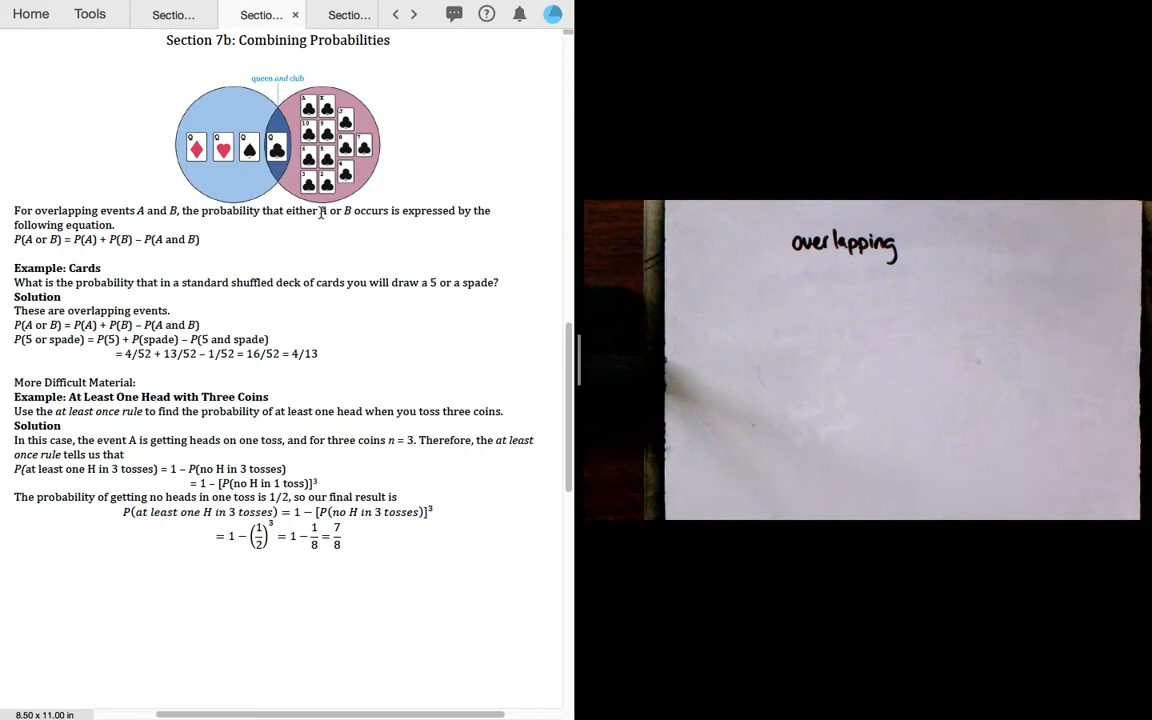 Home Tools Sectio... Sectio... × Sectio...
Section 7b: Combining Probabilities
queen and club
Q Q Q Q A K J 10 9 8 7 6 5 4 3 2
For overlapping events A and B, the probability that either A or B occurs is expressed by the
following equation.
P(A or B) = P(A) + P(B) – P(A and B)
overlapping
Example: Cards
What is the probability that in a standard shuffled deck of cards you will draw a 5 or a spade?
Solution
These are overlapping events.
P(A or B) = P(A) + P(B) – P(A and B)
P(5 or spade) = P(5) + P(spade) – P(5 and spade)
= 4/52 + 13/52 – 1/52 = 16/52 = 4/13
More Difficult Material:
Example: At Least One Head with Three Coins
Use the at least once rule to find the probability of at least one head when you toss three coins.
Solution
In this case, the event A is getting heads on one toss, and for three coins n = 3. Therefore, the at least
once rule tells us that
P(at least one H in 3 tosses) = 1 – P(no H in 3 tosses)
= 1 – [P(no H in 1 toss)]³
The probability of getting no heads in one toss is 1/2, so our final result is
P(at least one H in 3 tosses) = 1 − [P(no H in 3 tosses)]³
= 1 − (1/2)³ = 1 − 1/8 = 7/8
8.50 x 11.00 in